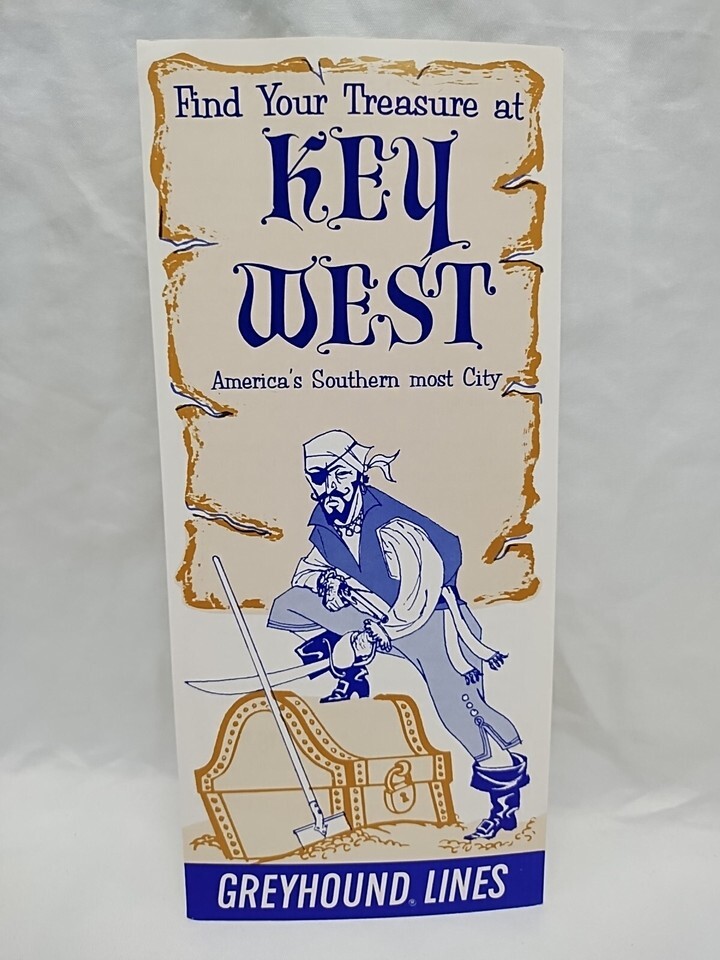 Find Your Treasure at
KEY
WEST
America's Southern most City
GREYHOUND® LINES